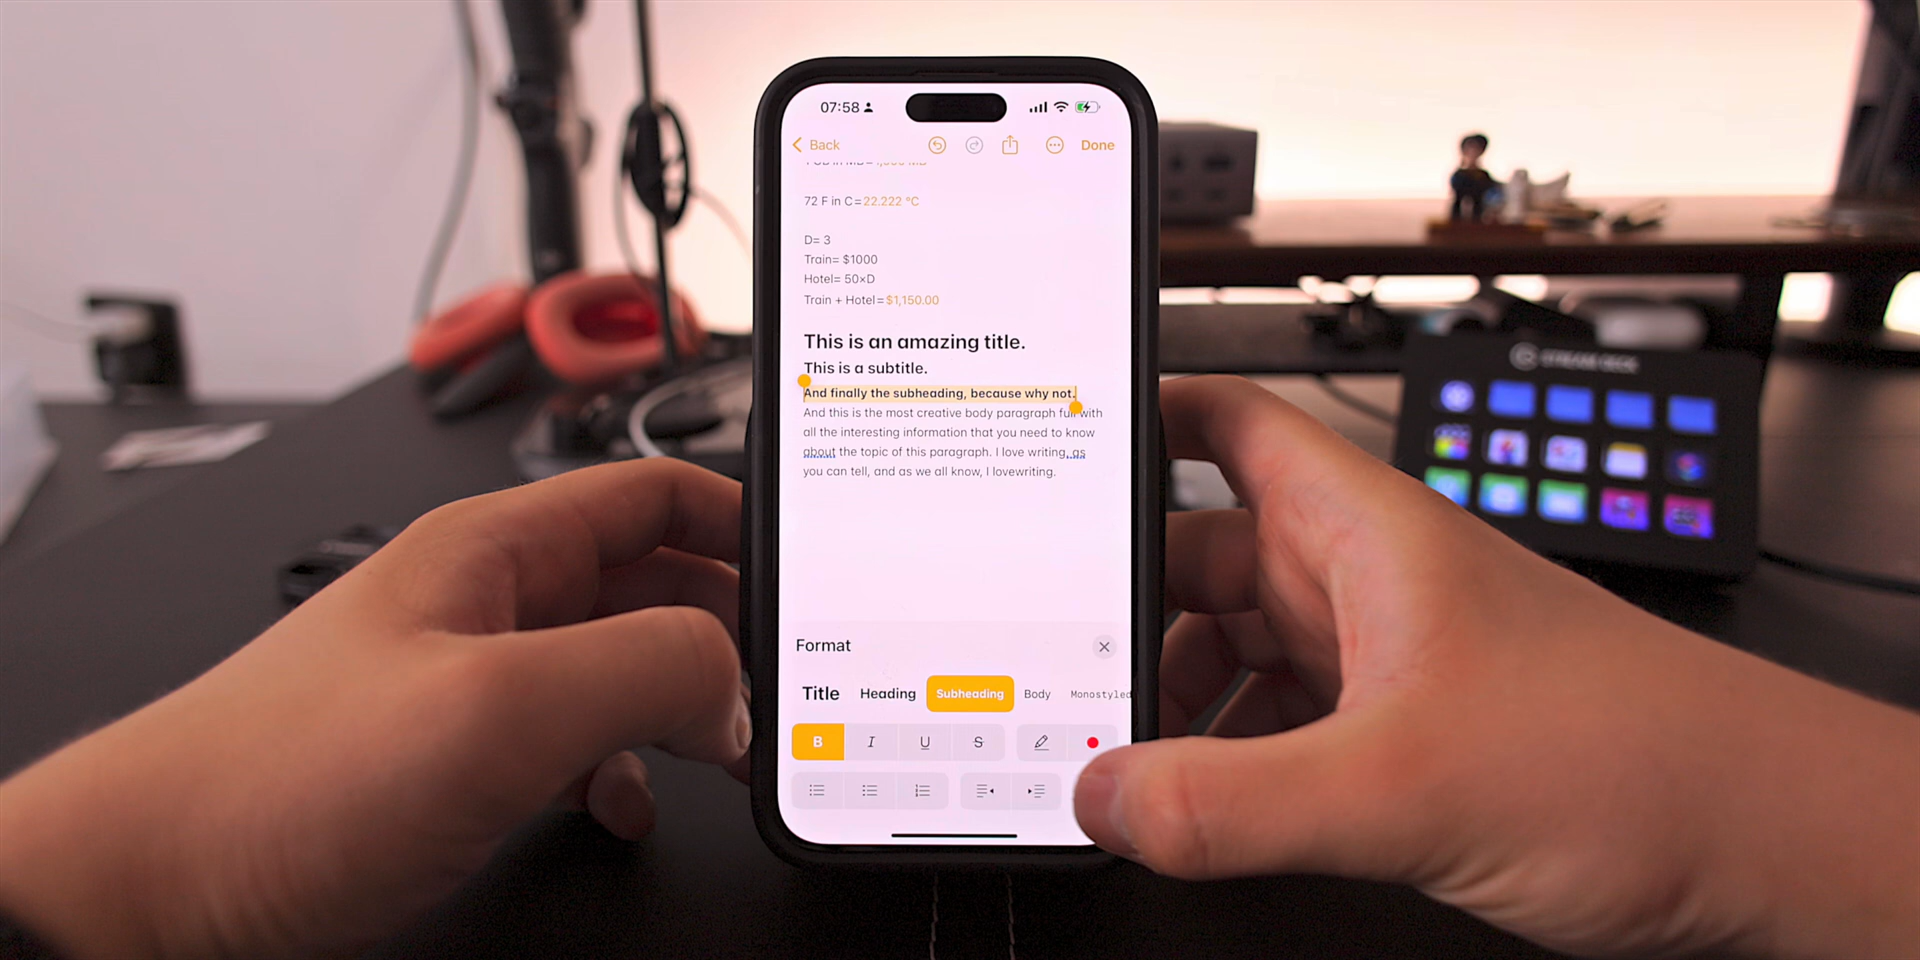 07:58
Back
Done
72 F in C=22.222 °C
D= 3
Train= $1000
Hotel= 50×D
Train + Hotel=$1,150.00
This is an amazing title.
This is a subtitle.
And finally the subheading, because why not.
And this is the most creative body paragraph full with
all the interesting information that you need to know
about the topic of this paragraph. I love writing, as
you can tell, and as we all know, I lovewriting.
Format
Title Heading Subheading Body Monostyled
B I U S
STREAM DECK